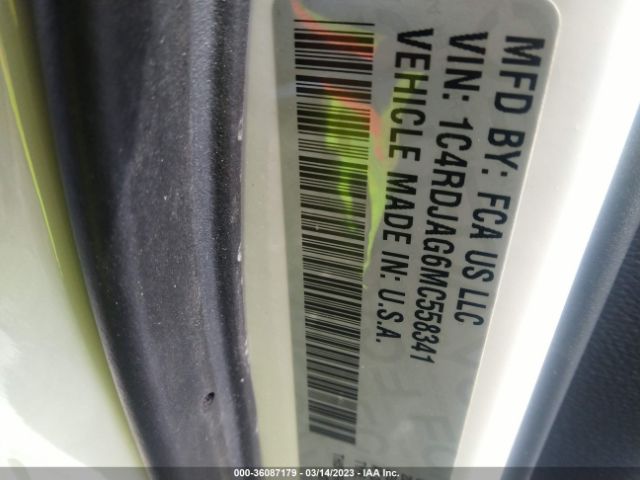 MFD BY: FCA US LLC
VIN: 1C4RDJAG6MC558341
VEHICLE MADE IN: U.S.A.
000-36087179 - 03/14/2023 - IAA Inc.